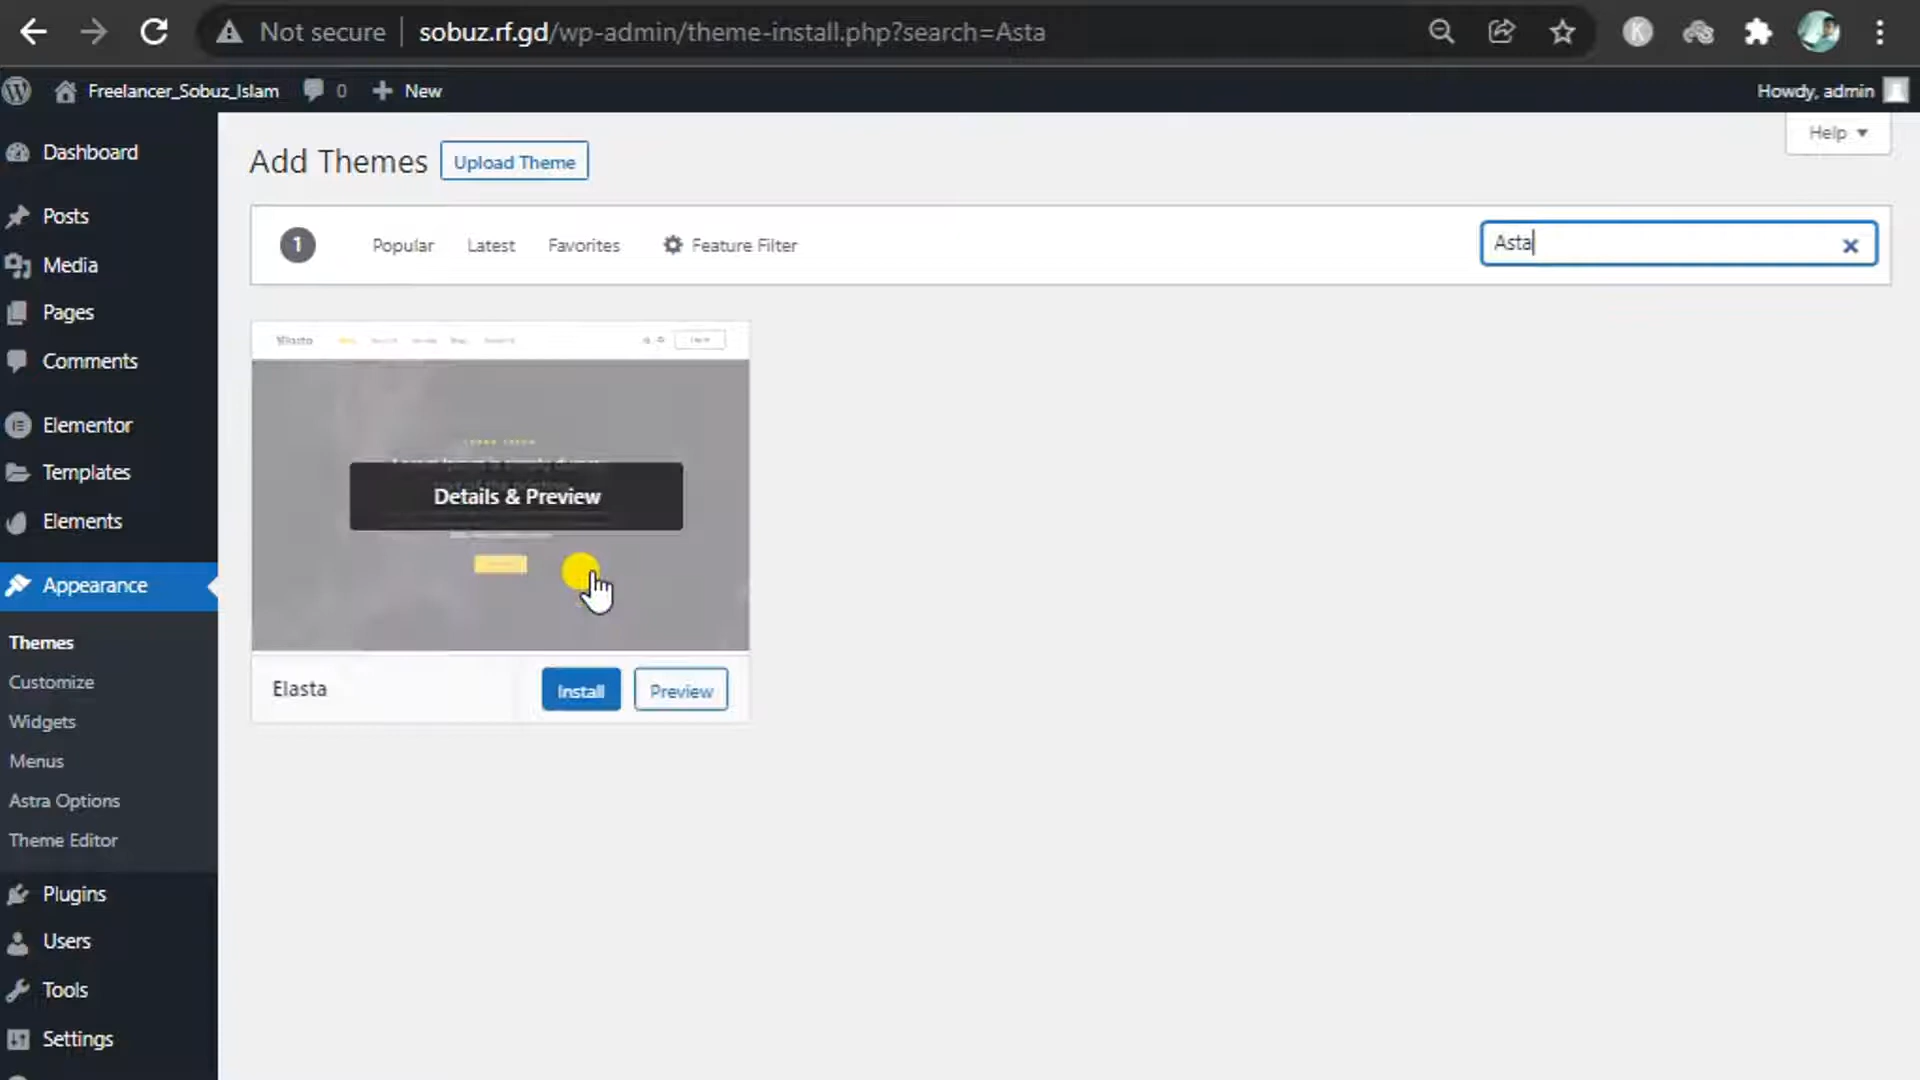 Not secure sobuz.rf.gd/wp-admin/theme-install.php?search=Asta
K
Freelancer_Sobuz_Islam 0 New Howdy, admin
Help
Dashboard
Posts
Media
Pages
Comments
Elementor
Templates
Elements
Appearance
Themes
Customize
Widgets
Menus
Astra Options
Theme Editor
Plugins
Users
Tools
Settings
Add Themes Upload Theme
1 Popular Latest Favorites Feature Filter Asta
Elasta
Details & Preview
Elasta Install Preview